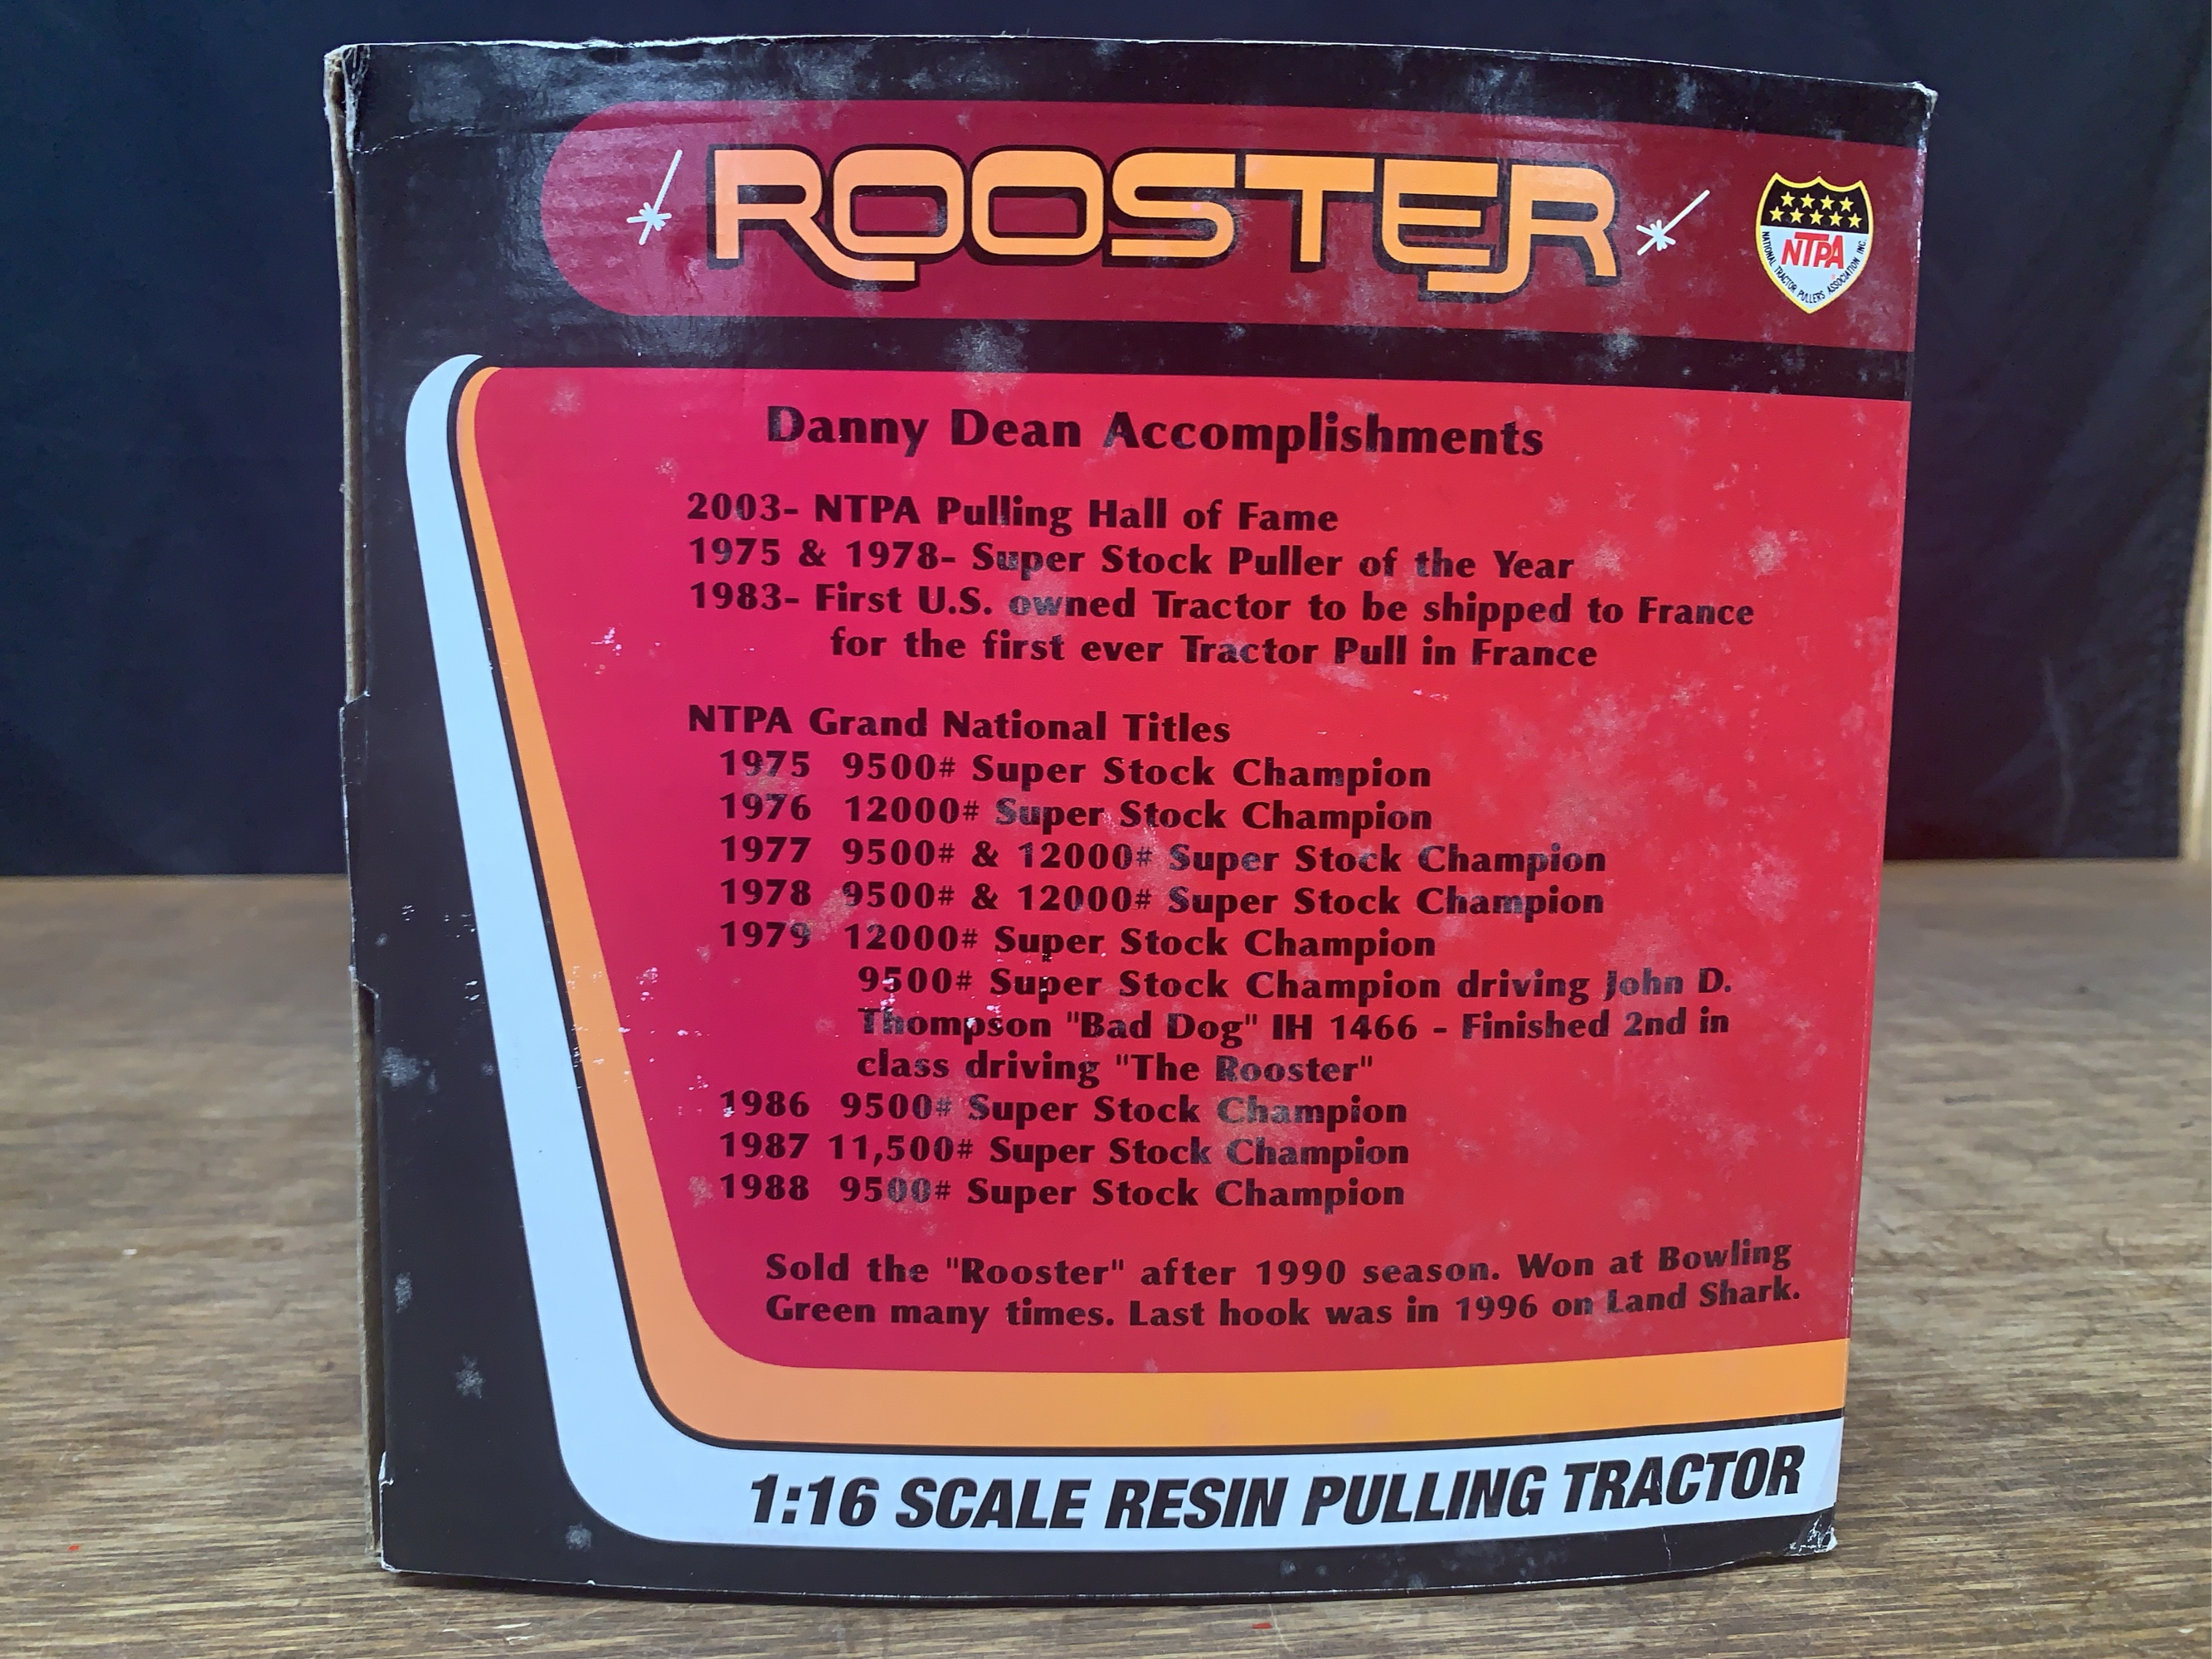 ROOSTER
NTPA
NATIONAL TRACTOR PULLERS ASSOCIATION INC.
Danny Dean Accomplishments
2003- NTPA Pulling Hall of Fame
1975 & 1978- Super Stock Puller of the Year
1983- First U.S. owned Tractor to be shipped to France
for the first ever Tractor Pull in France
NTPA Grand National Titles
1975 9500# Super Stock Champion
1976 12000# Super Stock Champion
1977 9500# & 12000# Super Stock Champion
1978 9500# & 12000# Super Stock Champion
1979 12000# Super Stock Champion
9500# Super Stock Champion driving John D.
Thompson "Bad Dog" IH 1466 - Finished 2nd in
class driving "The Rooster"
1986 9500# Super Stock Champion
1987 11,500# Super Stock Champion
1988 9500# Super Stock Champion
Sold the "Rooster" after 1990 season. Won at Bowling
Green many times. Last hook was in 1996 on Land Shark.
1:16 SCALE RESIN PULLING TRACTOR